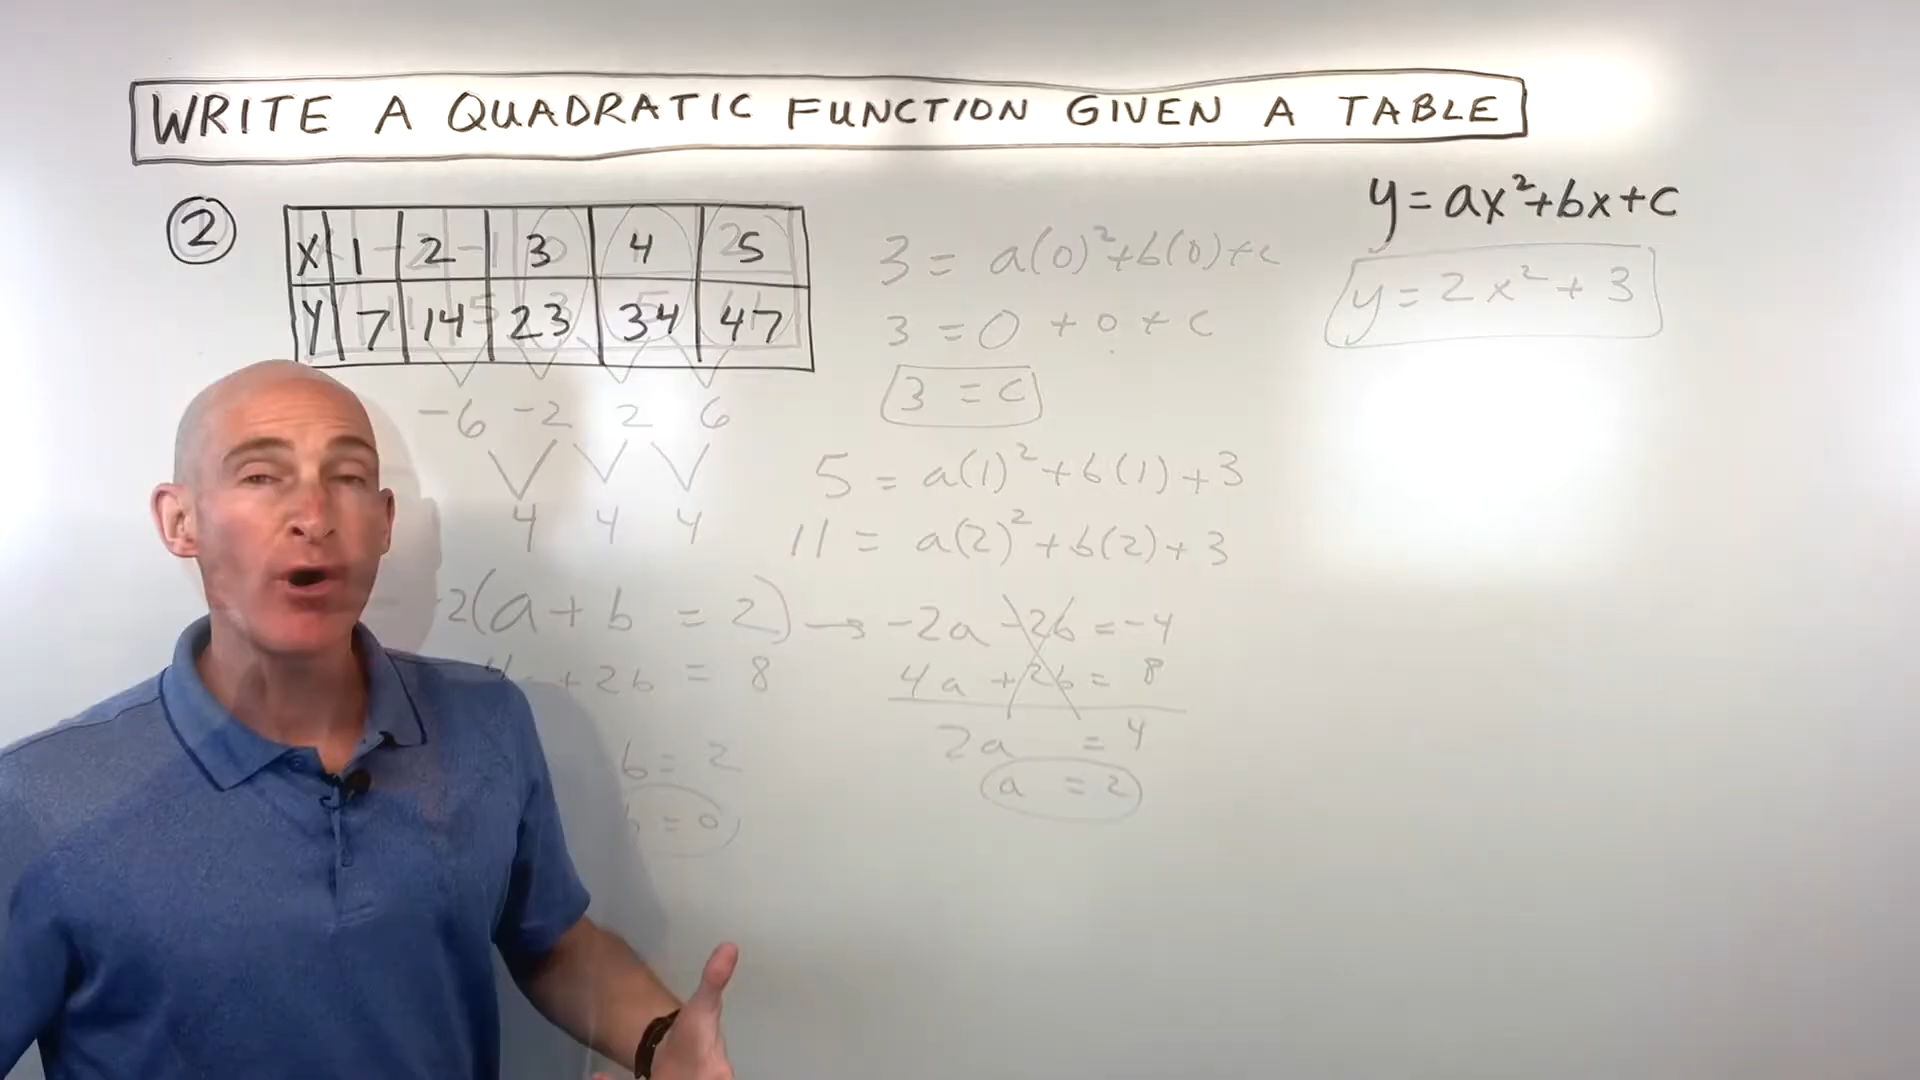 WRITE A QUADRATIC FUNCTION GIVEN A TABLE
y=ax²+bx+c
②
X 1 2 3 4 5
Y 7 14 23 34 47
3 = a(0)²+b(0)+c
y = 2x² + 3
3 = 0 + 0 + c
3 = c
-6 -2 2 6
5 = a(1)²+b(1)+3
4 4 4
11 = a(2)²+b(2)+3
-2(a+b = 2) → -2a -2b = -4
+2b = 8
4a +2b = 8
b = 2
2a = 4
a = 2
b = 0